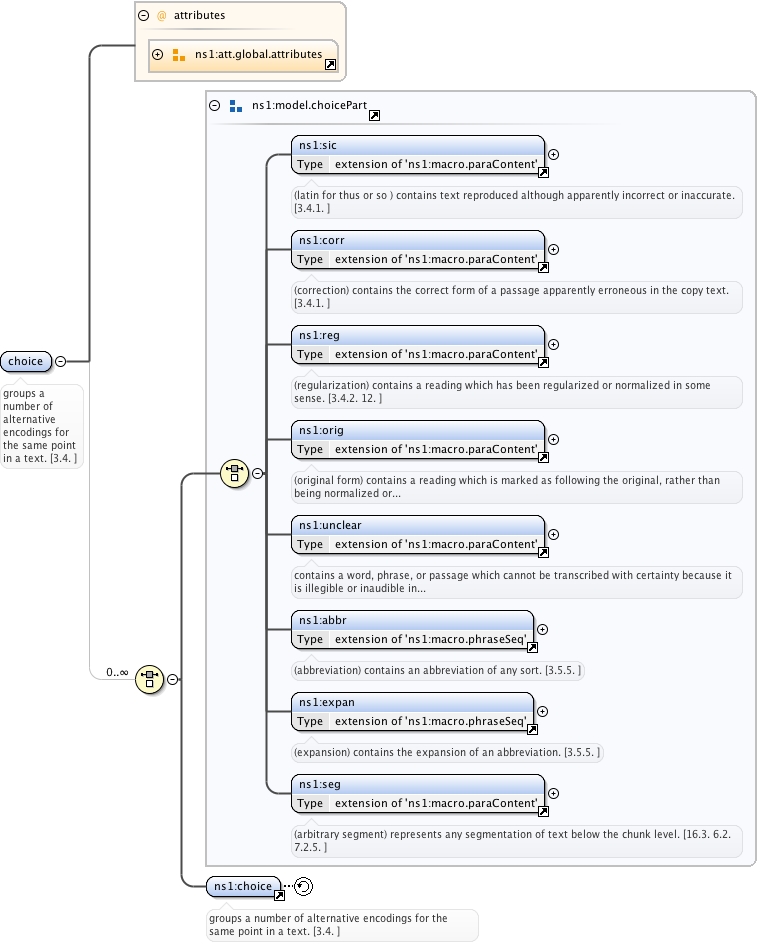 @ attributes
ns1:att.global.attributes
ns1:model.choicePart
ns1:sic
Type extension of 'ns1:macro.paraContent'
(latin for thus or so ) contains text reproduced although apparently incorrect or inaccurate.
[3.4.1. ]
ns1:corr
Type extension of 'ns1:macro.paraContent'
(correction) contains the correct form of a passage apparently erroneous in the copy text.
[3.4.1. ]
ns1:reg
Type extension of 'ns1:macro.paraContent'
(regularization) contains a reading which has been regularized or normalized in some
sense. [3.4.2. 12. ]
choice
groups a
number of
alternative
encodings for
the same point
in a text. [3.4. ]
ns1:orig
Type extension of 'ns1:macro.paraContent'
(original form) contains a reading which is marked as following the original, rather than
being normalized or...
ns1:unclear
Type extension of 'ns1:macro.paraContent'
contains a word, phrase, or passage which cannot be transcribed with certainty because it
is illegible or inaudible in...
ns1:abbr
Type extension of 'ns1:macro.phraseSeq'
(abbreviation) contains an abbreviation of any sort. [3.5.5. ]
0..∞
ns1:expan
Type extension of 'ns1:macro.phraseSeq'
(expansion) contains the expansion of an abbreviation. [3.5.5. ]
ns1:seg
Type extension of 'ns1:macro.paraContent'
(arbitrary segment) represents any segmentation of text below the chunk level. [16.3. 6.2.
7.2.5. ]
ns1:choice
groups a number of alternative encodings for the
same point in a text. [3.4. ]